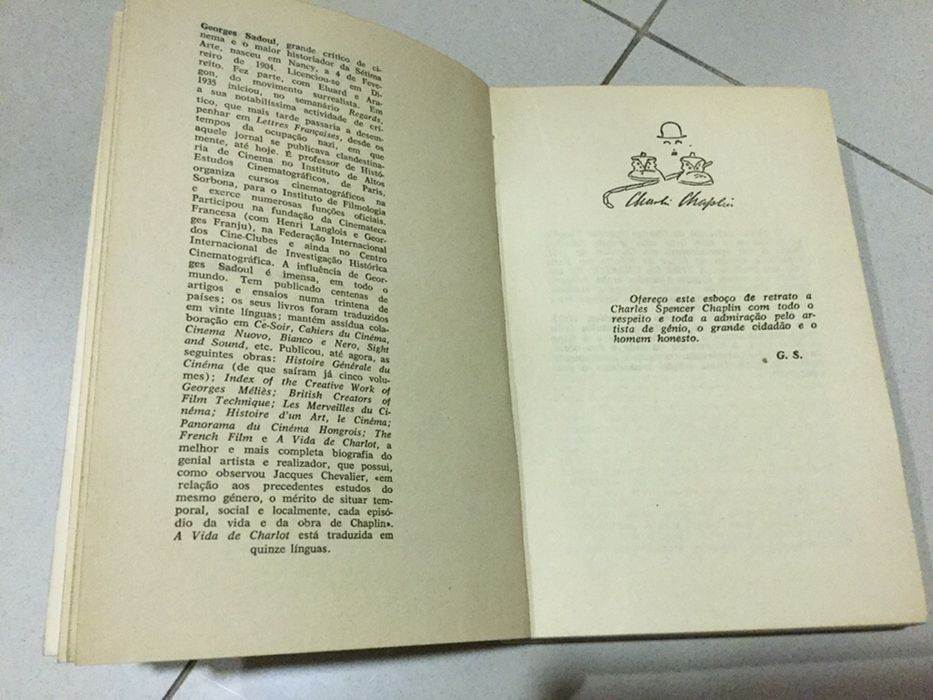 Georges Sadoul, grande crítico de ci-
nema e o maior historiador da Sétima
Arte, nasceu em Nancy, a 4 de Feve-
reiro de 1904. Licenciou-se em Di-
reito. Fez parte, com Eluard e Ara-
gon, do movimento surrealista. Em
1935 iniciou, no semanário Regards,
a sua notabilíssima actividade de crí-
tico, que mais tarde passaria a desem-
penhar em Lettres Françaises, desde os
tempos da ocupação nazi, em que
aquele jornal se publicava clandestina-
mente, até hoje. É professor de Histó-
ria de Cinema no Instituto de Altos
Estudos Cinematográficos, de Paris,
organiza cursos cinematográficos na
Sorbona, para o Instituto de Filmologia
e exerce numerosas funções oficiais.
Participou na fundação da Cinemateca
Francesa (com Henri Langlois e Geor-
ges Franju), na Federação Internacional
dos Cine-Clubes e ainda no Centro
Internacional de Investigação Histórica
Cinematográfica. A influência de Geor-
ges Sadoul é imensa, em todo o
mundo. Tem publicado centenas de
artigos e ensaios numa trintena de
países; os seus livros foram traduzidos
em vinte línguas; mantém assídua cola-
boração em Ce-Soir, Cahiers du Cinéma,
Cinema Nuovo, Bianco e Nero, Sight
and Sound, etc. Publicou, até agora, as
seguintes obras: Histoire Générale du
Cinéma (de que saíram já cinco volu-
mes); Index of the Creative Work of
Georges Méliès; British Creators of
Film Technique; Les Merveilles du Ci-
néma; Histoire d'un Art, le Cinéma;
Panorama du Cinéma Hongrois; The
French Film e A Vida de Charlot, a
melhor e mais completa biografia do
genial artista e realizador, que possui,
como observou Jacques Chevalier, «em
relação aos precedentes estudos do
mesmo género, o mérito de situar tem-
poral, social e localmente, cada episó-
dio da vida e da obra de Chaplin».
A Vida de Charlot está traduzida em
quinze línguas.
Charlie Chaplin
Ofereço este esboço de retrato a
Charles Spencer Chaplin com todo o
respeito e toda a admiração pelo ar-
tista de génio, o grande cidadão e o
homem honesto.
G. S.